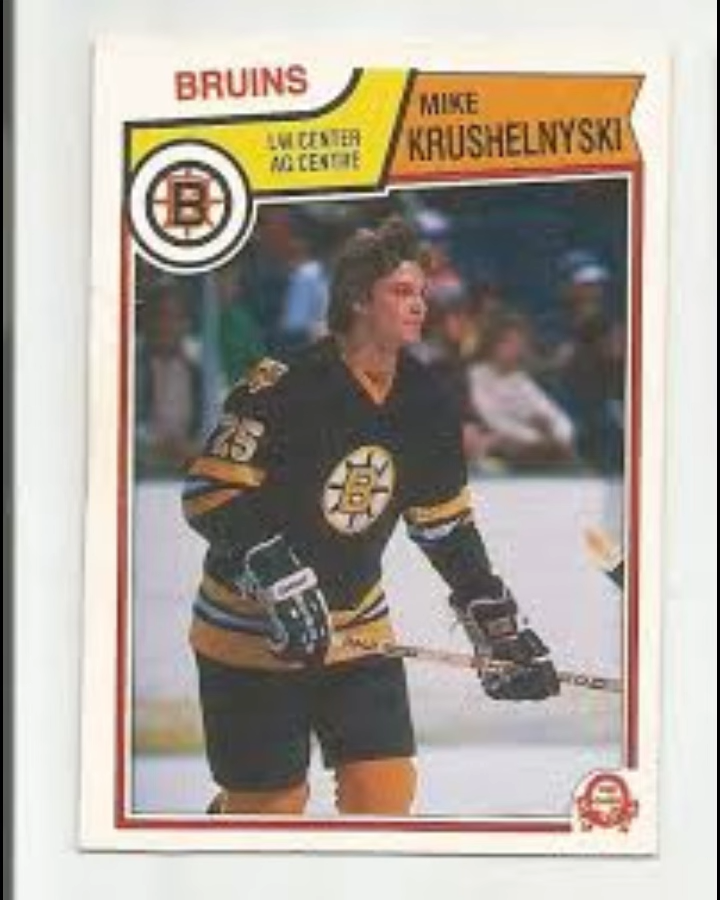 BRUINS
MIKE
KRUSHELNYSKI
LW CENTER
AG CENTRE
B
25
B